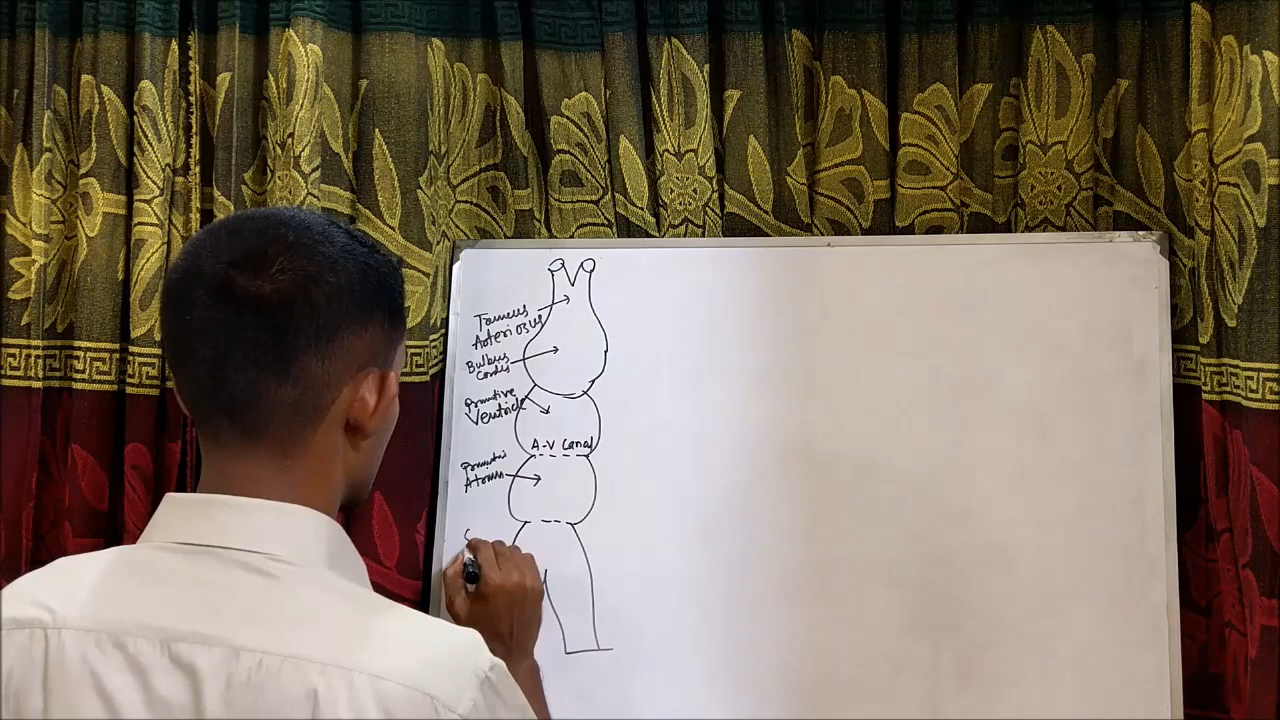 Truncus
Arteriosus
Bulbus
Cordis
Primitive
Ventricle
A-V Canal
Primitive
Atrium
S